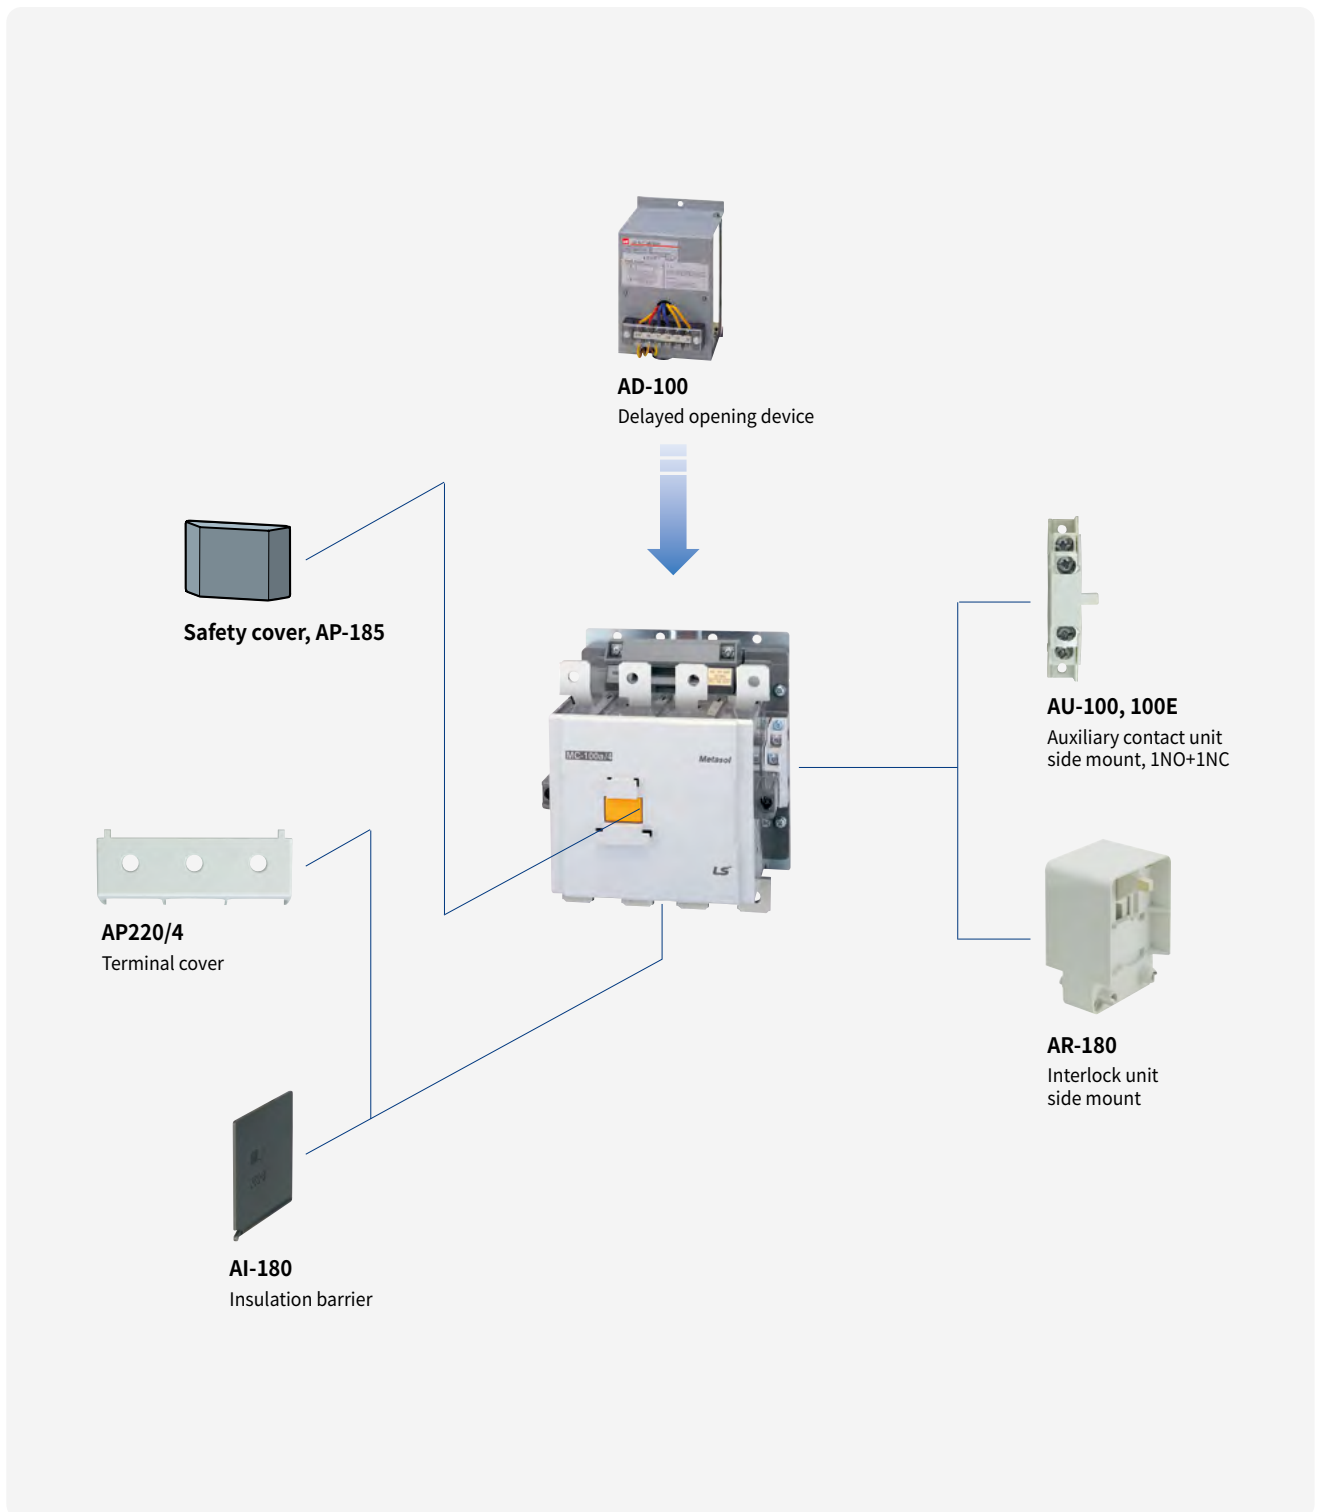 AD-100
Delayed opening device
Safety cover, AP-185
AU-100, 100E
Auxiliary contact unit
side mount, 1NO+1NC
MC-100a/4
Metasol
LS
AP220/4
Terminal cover
AR-180
Interlock unit
side mount
AI-180
Insulation barrier